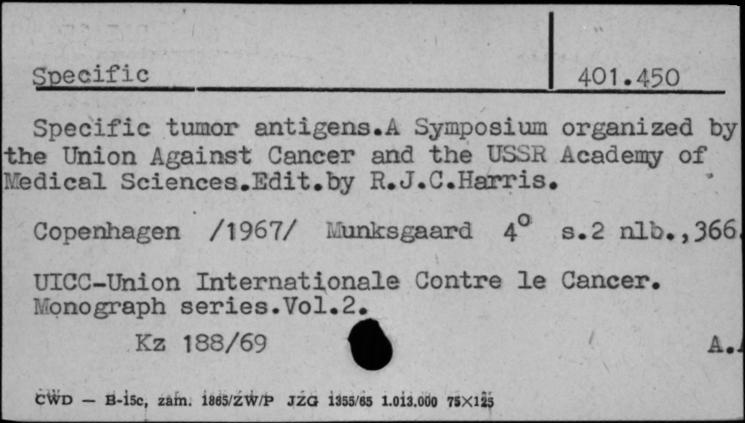 Specific 401.450
Specific tumor antigens.A Symposium organized by
the Union Against Cancer and the USSR Academy of
Medical Sciences.Edit.by R.J.C.Harris.
Copenhagen /1967/ Munksgaard 4° s.2 nlb.,366.
UICC-Union Internationale Contre le Cancer.
Monograph series.Vol.2.
Kz 188/69 A.
CWD — B-15c, zam. 1865/ZW/P JZG 1355/65 1.013.000 75×125